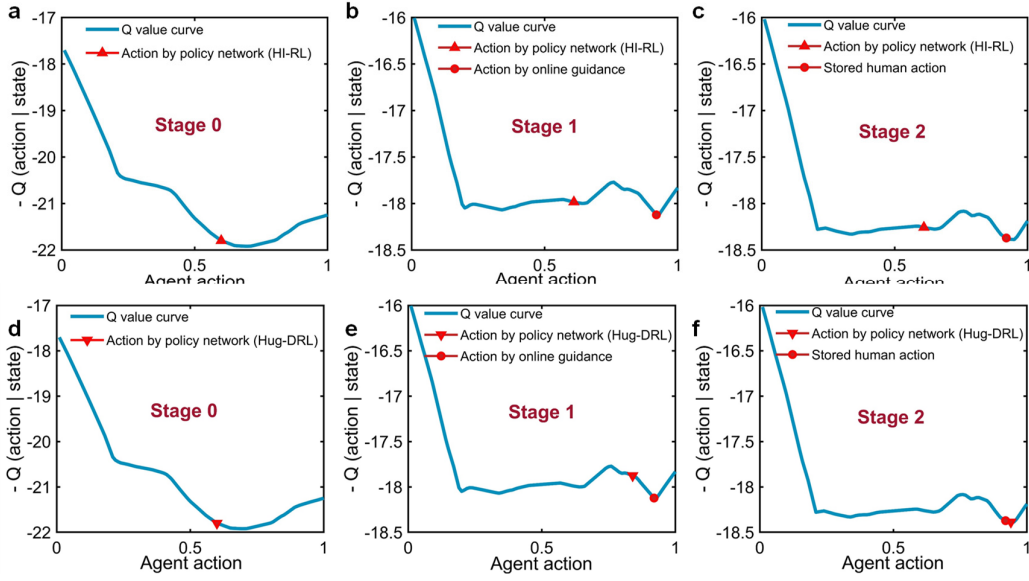 a
-17
-18
-19
-20
-21
-22
- Q (action | state)
Q value curve
Action by policy network (HI-RL)
Stage 0
0
0.5
1
Agent action
b
-16
-16.5
-17
-17.5
-18
-18.5
- Q (action | state)
Q value curve
Action by policy network (HI-RL)
Action by online guidance
Stage 1
0
0.5
1
Agent action
c
-16
-16.5
-17
-17.5
-18
-18.5
- Q (action | state)
Q value curve
Action by policy network (HI-RL)
Stored human action
Stage 2
0
0.5
1
Agent action
d
-17
-18
-19
-20
-21
-22
- Q (action | state)
Q value curve
Action by policy network (Hug-DRL)
Stage 0
0
0.5
1
Agent action
e
-16
-16.5
-17
-17.5
-18
-18.5
- Q (action | state)
Q value curve
Action by policy network (Hug-DRL)
Action by online guidance
Stage 1
0
0.5
1
Agent action
f
-16
-16.5
-17
-17.5
-18
-18.5
- Q (action | state)
Q value curve
Action by policy network (Hug-DRL)
Stored human action
Stage 2
0
0.5
1
Agent action